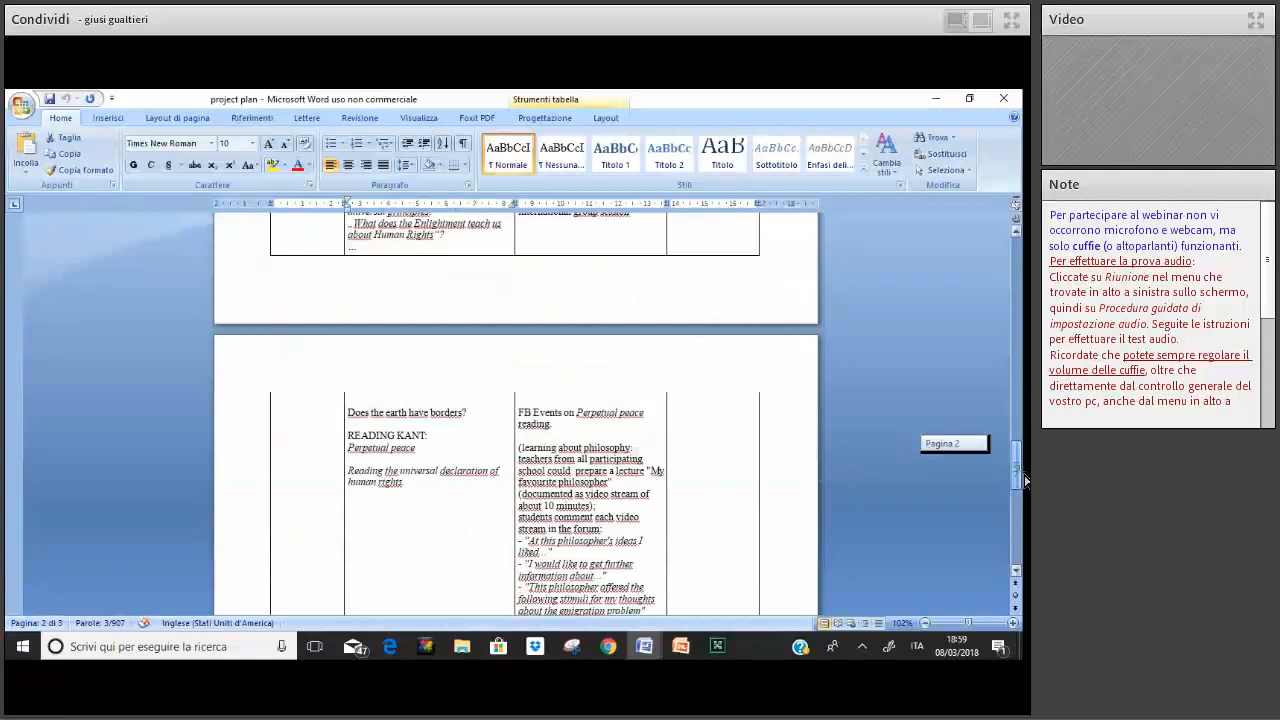 Condividi - giusi gualtieri
Video
project plan - Microsoft Word uso non commerciale
Strumenti tabella
Home Inserisci Layout di pagina Riferimenti Lettere Revisione Visualizza Foxit PDF Progettazione Layout
Incolla
Taglia
Copia
Copia formato
Appunti
Times New Roman 10
Carattere
Paragrafo
AaBbCcI AaBbCcI AaBbC AaBbCc AaB AaBbCc. AaBbCcD
¶ Normale ¶ Nessuna... Titolo 1 Titolo 2 Titolo Sottotitolo Enfasi deli...
Cambia stili
Stili
Trova
Sostituisci
Seleziona
Modifica
universal principles.
..What does the Enlightment teach us
about Human Rights"?
...
international group session
Does the earth have borders?
READING KANT:
Perpetual peace
Reading the universal declaration of
human rights.
FB Events on Perpetual peace
reading.
(learning about philosophy:
teachers from all participating
school could prepare a lecture "My
favourite philosopher"
(documented as video stream of
about 10 minutes);
students comment each video
stream in the forum:
- "At this philosopher's ideas I
liked..."
- "I would like to get further
information about..."
- "This philosopher offered the
following stimuli for my thoughts
about the emigration problem"
Pagina 2
Pagina: 2 di 3 Parole: 3/907 Inglese (Stati Uniti d'America) 102%
Scrivi qui per eseguire la ricerca
47
ITA
18:59
08/03/2018
Note
Per partecipare al webinar non vi
occorrono microfono e webcam, ma
solo cuffie (o altoparlanti) funzionanti.
Per effettuare la prova audio:
Cliccate su Riunione nel menu che
trovate in alto a sinistra sullo schermo,
quindi su Procedura guidata di
impostazione audio. Seguite le istruzioni
per effettuare il test audio.
Ricordate che potete sempre regolare il
volume delle cuffie, oltre che
direttamente dal controllo generale del
vostro pc, anche dal menu in alto a